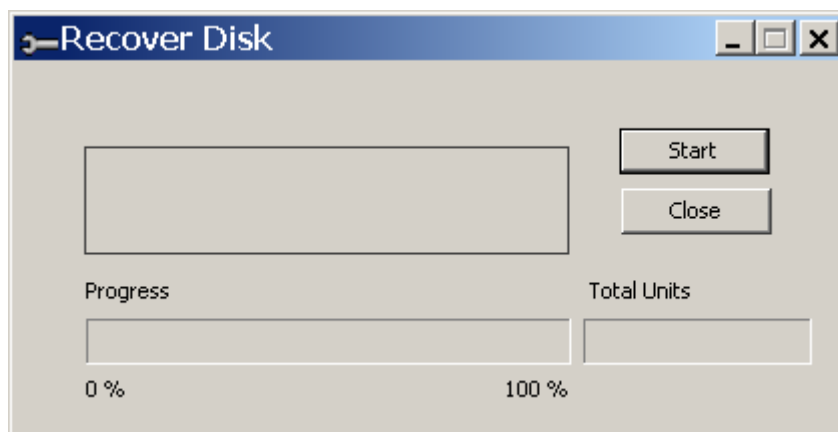 Recover Disk
Start
Close
Progress
Total Units
0 %
100 %